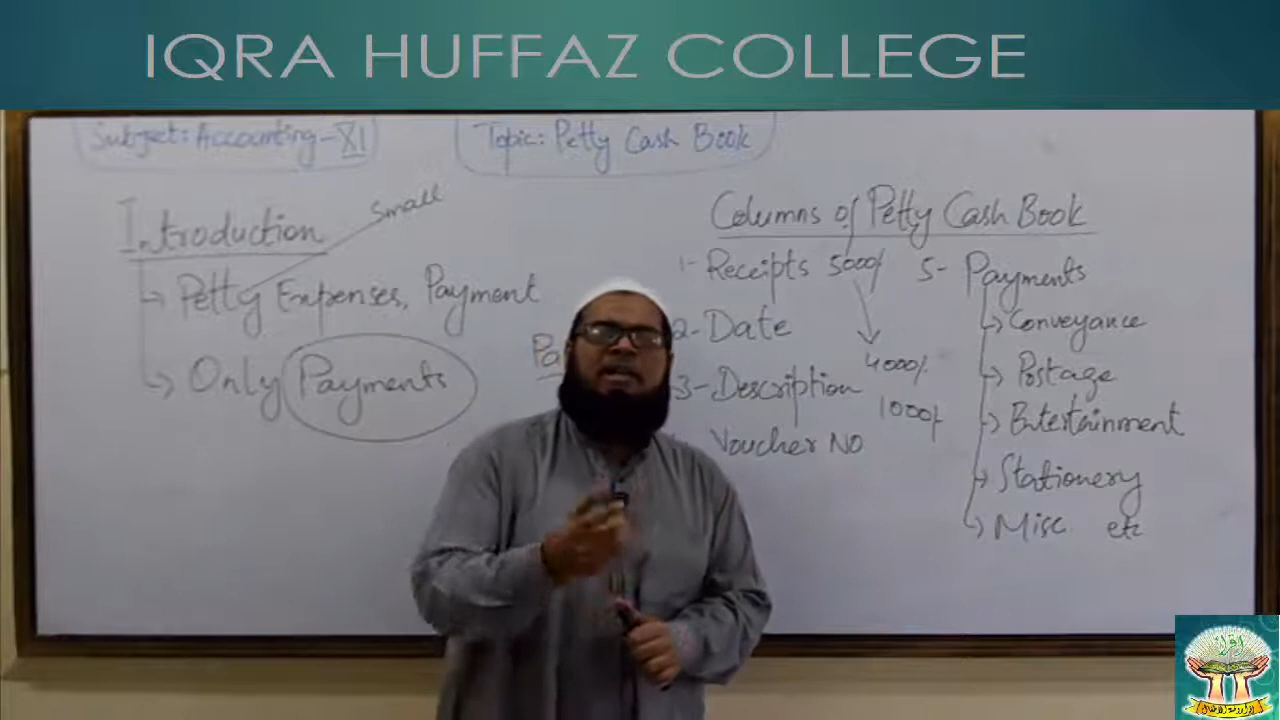 IQRA HUFFAZ COLLEGE
Subject: Accounting-XI
Topic: Petty Cash Book
Introduction
small
Petty Expenses, Payment
Only Payments
Pa
Columns of Petty Cash Book
1- Receipts 5000/
2- Date
4000/-
3- Description
1000/-
Voucher NO
5- Payments
Conveyance
Postage
Entertainment
Stationery
Misc. etc
اقرأ